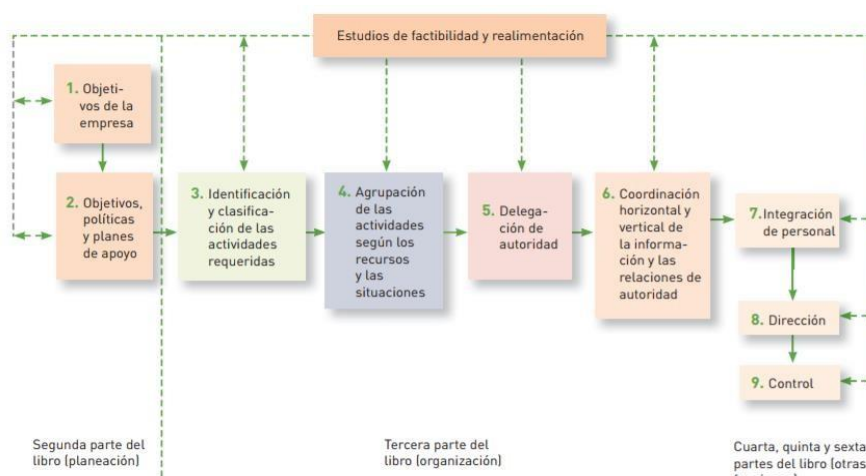 Estudios de factibilidad y realimentación
1. Objeti-
vos de la
empresa
2. Objetivos,
políticas
y planes
de apoyo
3. Identificación
y clasifica-
ción de las
actividades
requeridas
4. Agrupación
de las
actividades
según los
recursos
y las
situaciones
5. Delega-
ción de
autoridad
6. Coordinación
horizontal y
vertical de
la informa-
ción y las
relaciones de
autoridad
7. Integración
de personal
8. Dirección
9. Control
Segunda parte del
libro (planeación)
Tercera parte del
libro (organización)
Cuarta, quinta y sexta
partes del libro (otras